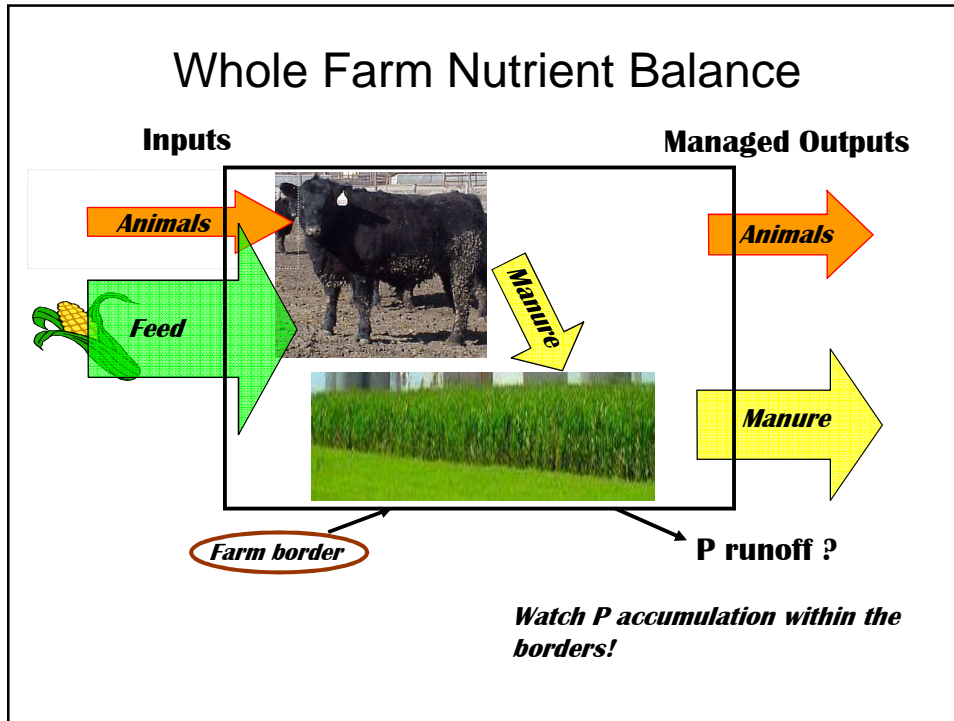 Whole Farm Nutrient Balance
Inputs
Managed Outputs
Animals
Animals
Feed
Manure
Manure
Farm border
P runoff ?
Watch P accumulation within the
borders!